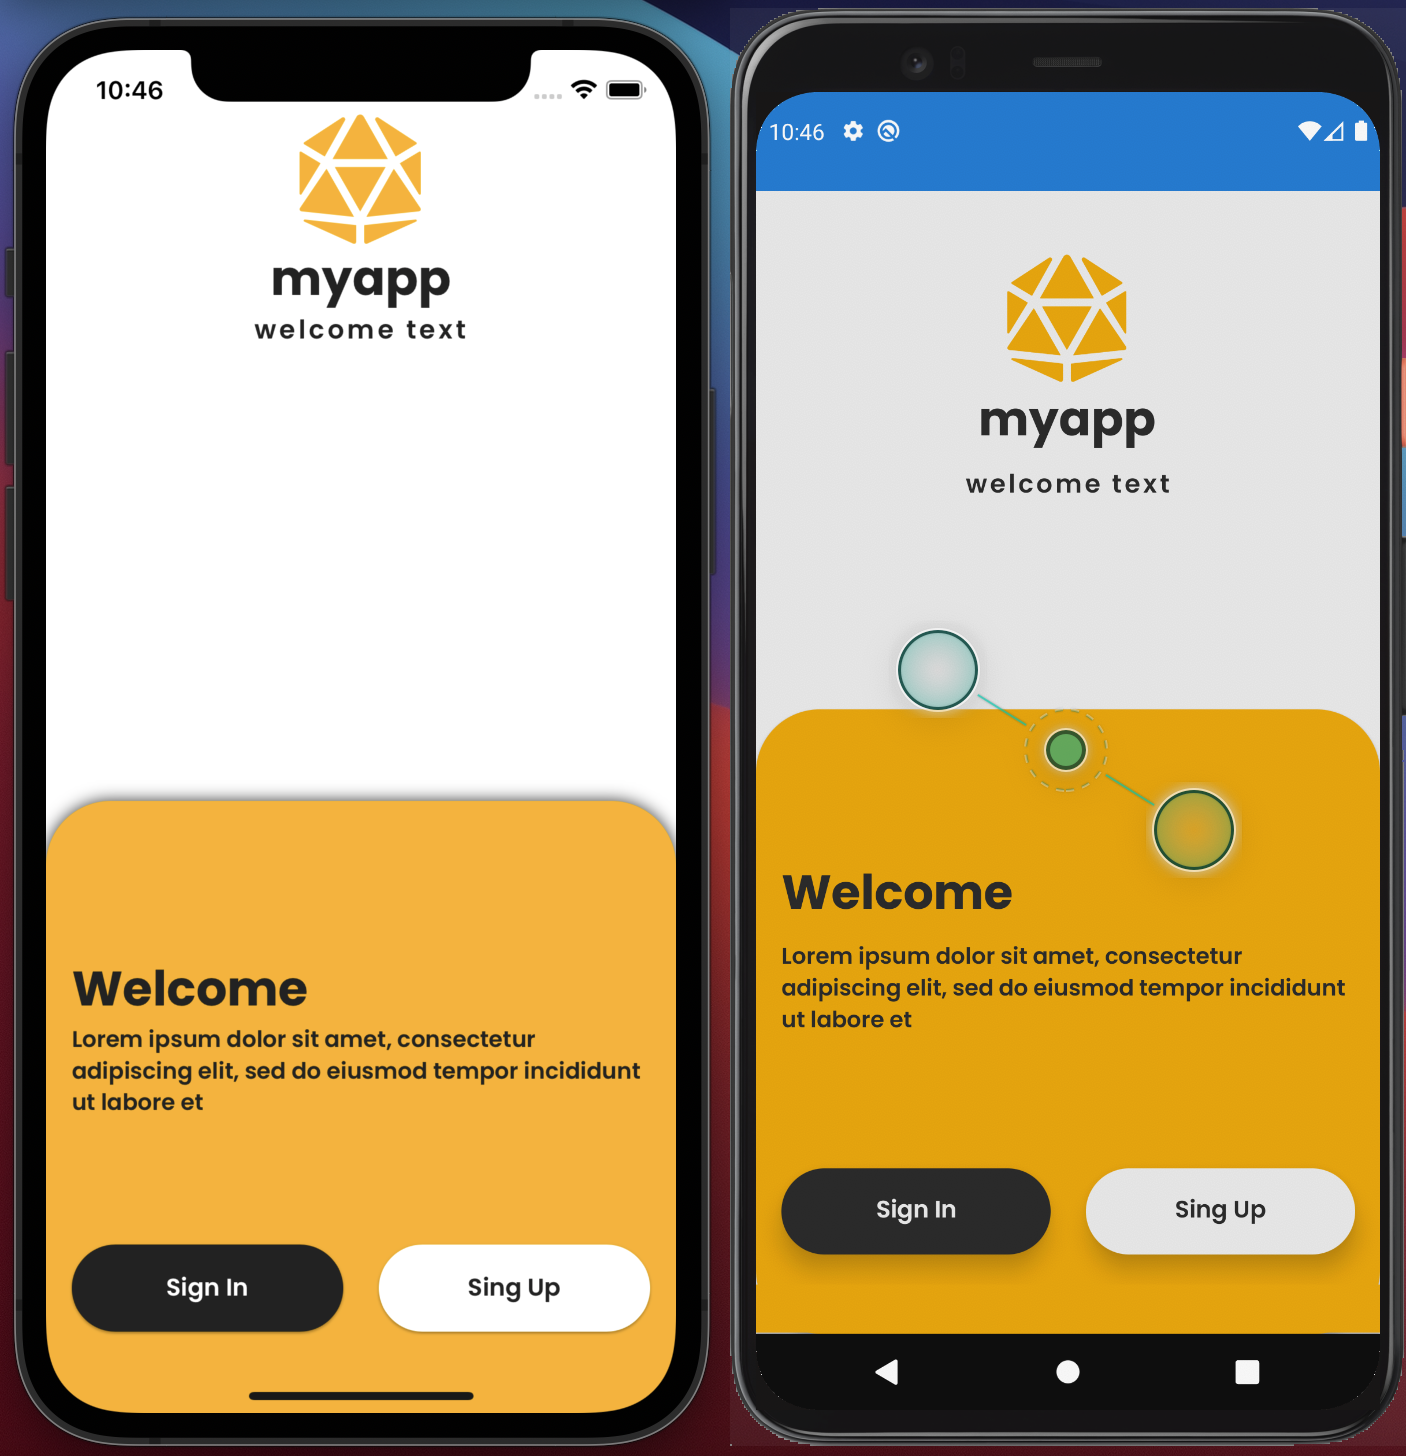 10:46
myapp
welcome text
Welcome
Lorem ipsum dolor sit amet, consectetur
adipiscing elit, sed do eiusmod tempor incididunt
ut labore et
Sign In
Sing Up
10:46
myapp
welcome text
Welcome
Lorem ipsum dolor sit amet, consectetur
adipiscing elit, sed do eiusmod tempor incididunt
ut labore et
Sign In
Sing Up